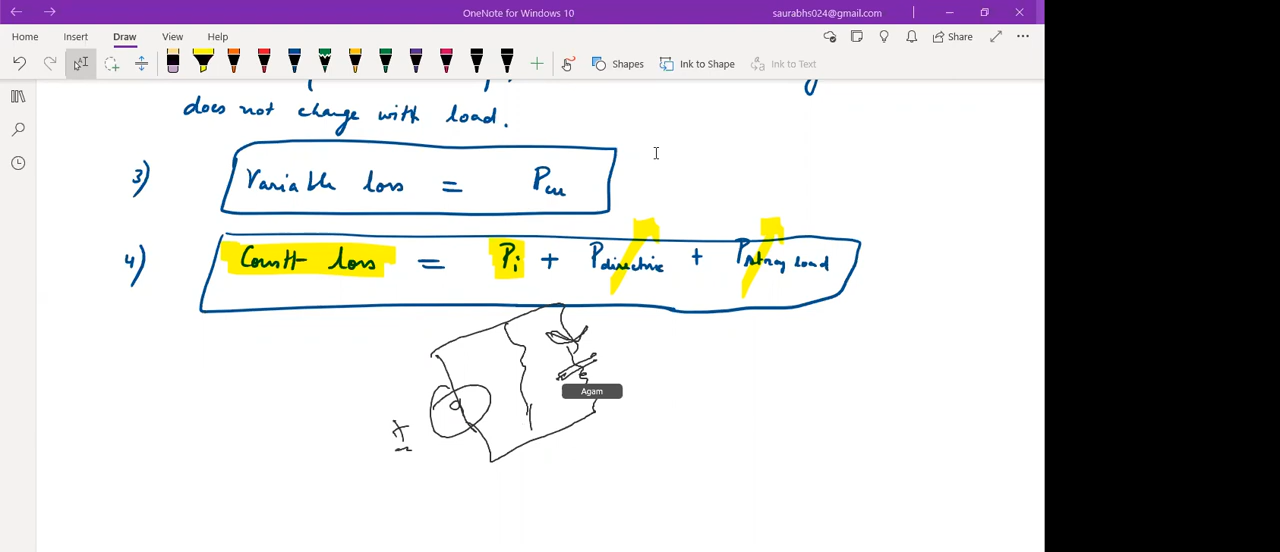 OneNote for Windows 10
saurabhs024@gmail.com
Home Insert Draw View Help
Share
Shapes
Ink to Shape
Ink to Text
does not change with load.
3) Variable loss = Pcu
4) Constt loss = Pi + Pdielectric + Pstray load
Agam